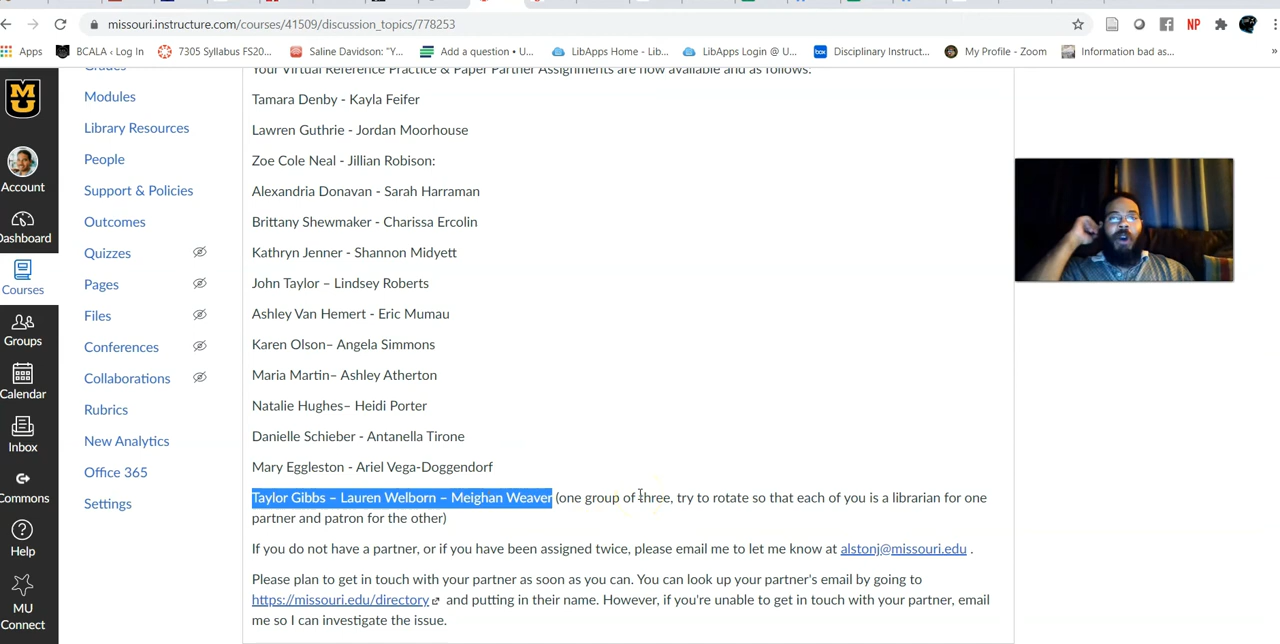 missouri.instructure.com/courses/41509/discussion_topics/778253
NP
Apps
BCALA ‹ Log In
7305 Syllabus FS20...
Saline Davidson: "Y...
Add a question • U...
LibApps Home - Lib...
LibApps Login @ U...
box
Disciplinary Instruct...
My Profile - Zoom
Information bad as...
»
MU
Account
Dashboard
Courses
Groups
Calendar
Inbox
Commons
Help
MU
Connect
Grades
Modules
Library Resources
People
Support & Policies
Outcomes
Quizzes
Pages
Files
Conferences
Collaborations
Rubrics
New Analytics
Office 365
Settings
Your Virtual Reference Practice & Paper Partner Assignments are now available and as follows:
Tamara Denby - Kayla Feifer
Lawren Guthrie - Jordan Moorhouse
Zoe Cole Neal - Jillian Robison:
Alexandria Donavan - Sarah Harraman
Brittany Shewmaker - Charissa Ercolin
Kathryn Jenner - Shannon Midyett
John Taylor – Lindsey Roberts
Ashley Van Hemert - Eric Mumau
Karen Olson– Angela Simmons
Maria Martin– Ashley Atherton
Natalie Hughes– Heidi Porter
Danielle Schieber - Antanella Tirone
Mary Eggleston - Ariel Vega-Doggendorf
Taylor Gibbs – Lauren Welborn – Meighan Weaver (one group of three, try to rotate so that each of you is a librarian for one
partner and patron for the other)
If you do not have a partner, or if you have been assigned twice, please email me to let me know at alstonj@missouri.edu .
Please plan to get in touch with your partner as soon as you can. You can look up your partner's email by going to
https://missouri.edu/directory and putting in their name. However, if you're unable to get in touch with your partner, email
me so I can investigate the issue.